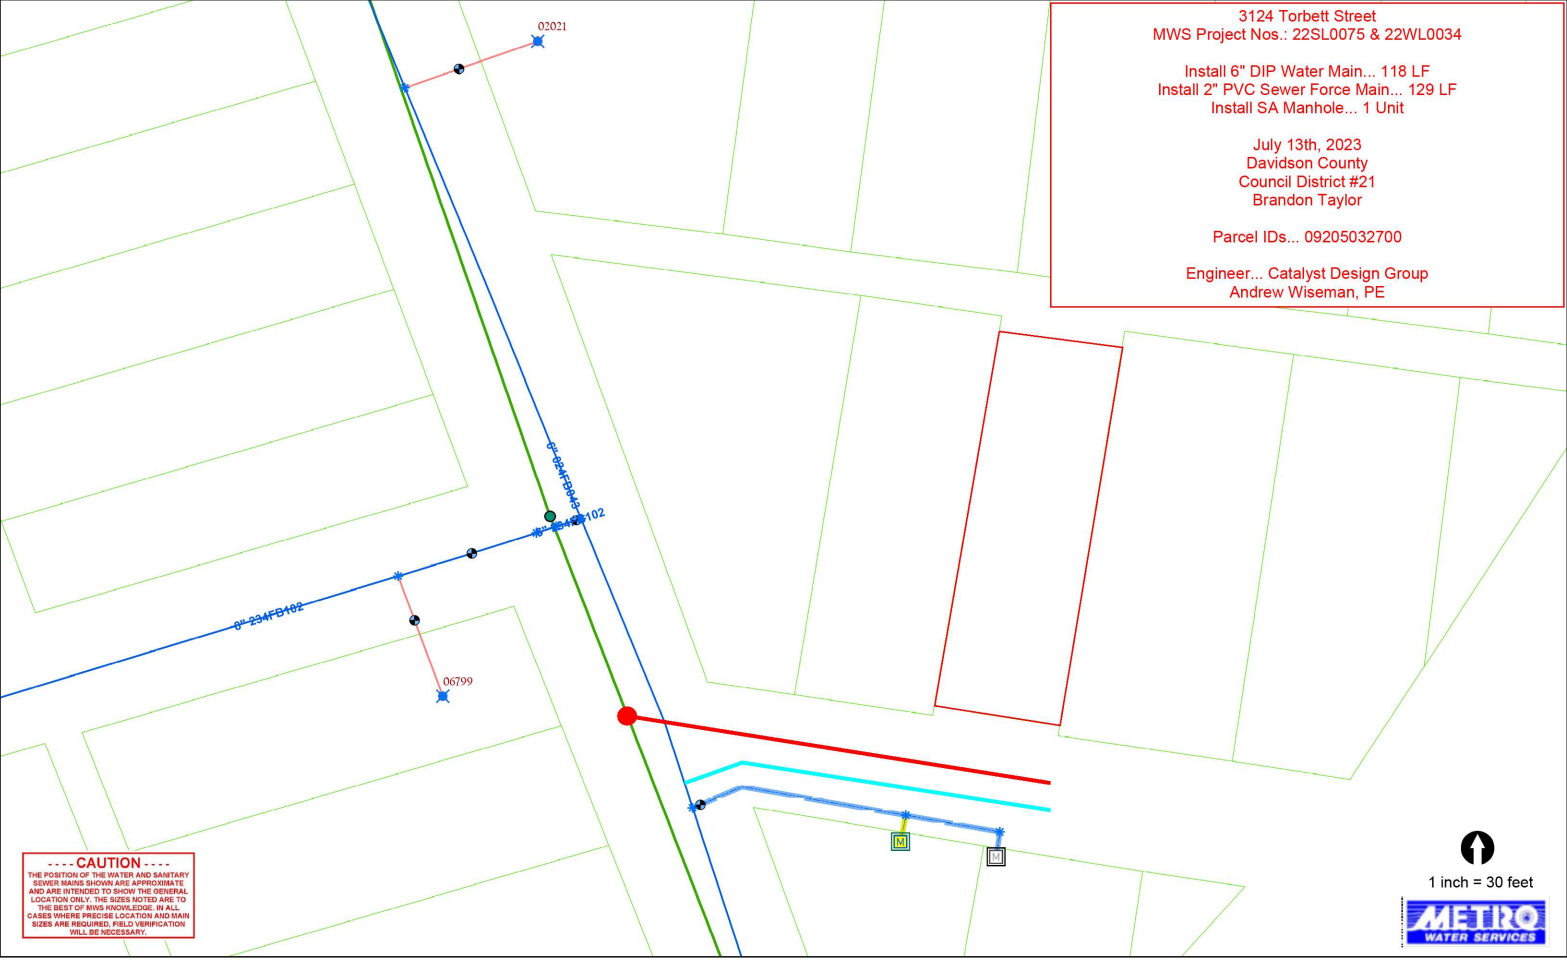 02021
3124 Torbett Street
MWS Project Nos.: 22SL0075 & 22WL0034
Install 6" DIP Water Main... 118 LF
Install 2" PVC Sewer Force Main... 129 LF
Install SA Manhole... 1 Unit
July 13th, 2023
Davidson County
Council District #21
Brandon Taylor
Parcel IDs... 09205032700
Engineer... Catalyst Design Group
Andrew Wiseman, PE
6" 024FB043
8" 234FB102
06799
M
M
- - - - CAUTION - - - -
THE POSITION OF THE WATER AND SANITARY
SEWER MAINS SHOWN ARE APPROXIMATE
AND ARE INTENDED TO SHOW THE GENERAL
LOCATION ONLY. THE SIZES NOTED ARE TO
THE BEST OF MWS KNOWLEDGE. IN ALL
CASES WHERE PRECISE LOCATION AND MAIN
SIZES ARE REQUIRED, FIELD VERIFICATION
WILL BE NECESSARY.
1 inch = 30 feet
METRO
WATER SERVICES